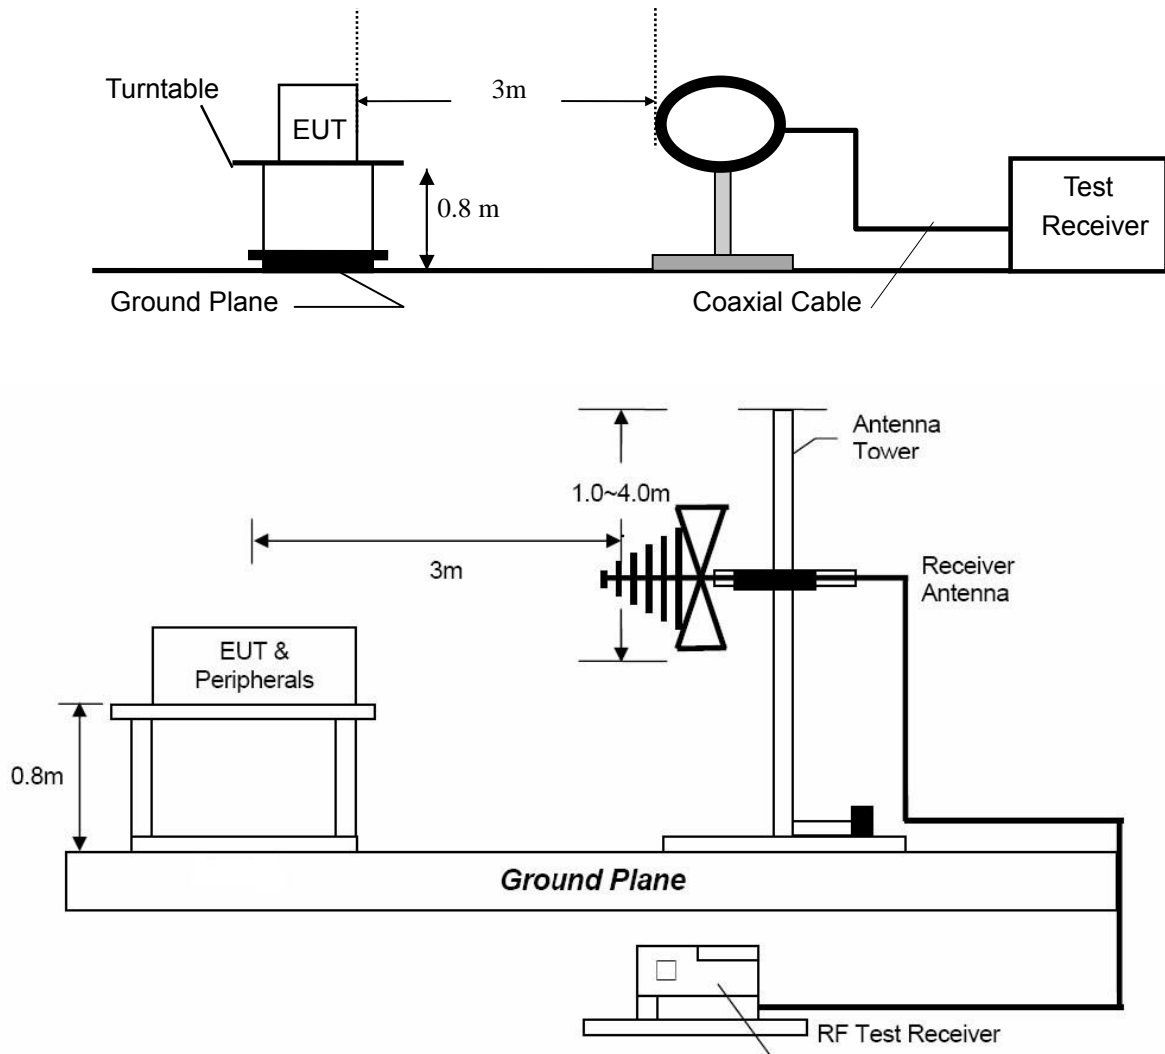 Turntable
EUT
3m
0.8 m
Test
Receiver
Ground Plane
Coaxial Cable
Antenna
Tower
1.0~4.0m
3m
Receiver
Antenna
EUT &
Peripherals
0.8m
Ground Plane
RF Test Receiver